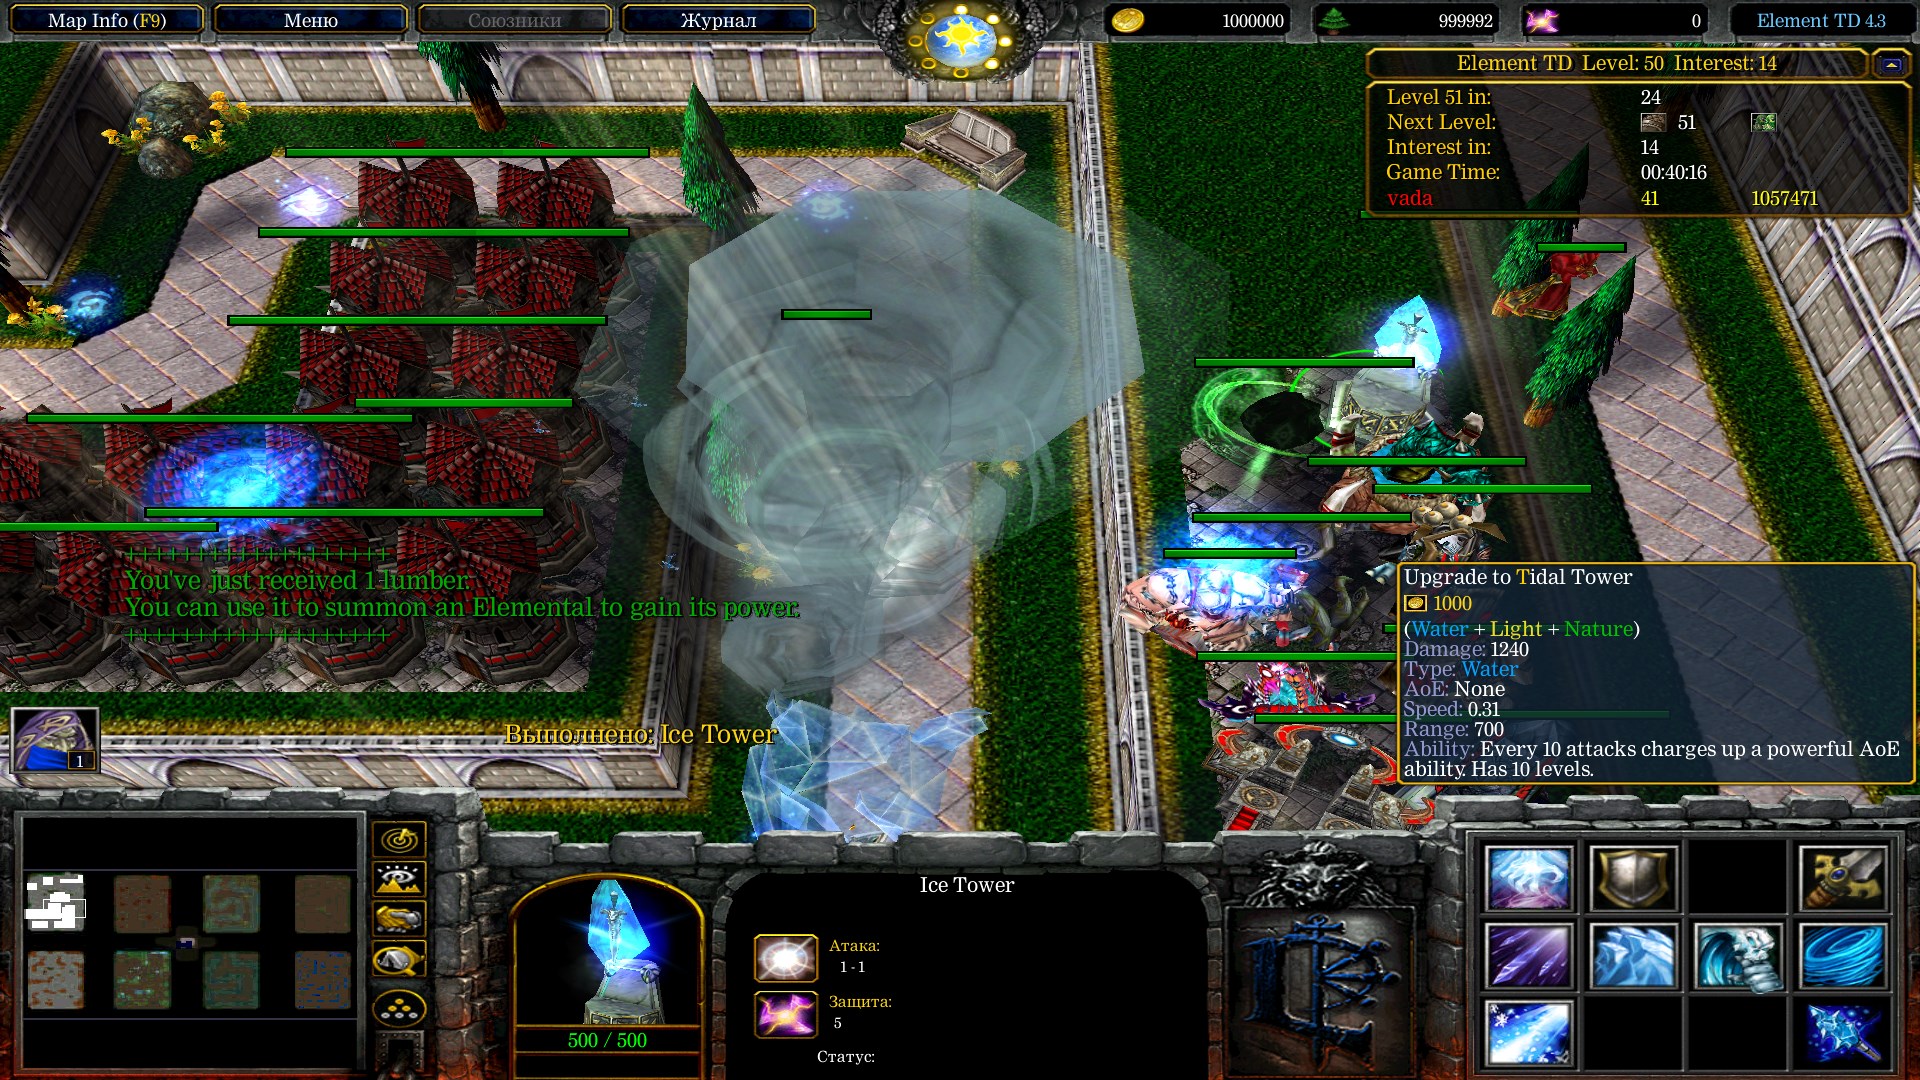 Map Info (F9)
Меню
Союзники
Журнал
1000000
999992
0
Element TD 4.3
Element TD Level: 50 Interest: 14
Level 51 in: 24
Next Level: 51
Interest in: 14
Game Time: 00:40:16
vada 41 1057471
++++++++++++++++++
You've just received 1 lumber.
You can use it to summon an Elemental to gain its power.
++++++++++++++++++
Выполнено: Ice Tower
1
Upgrade to Tidal Tower
1000
(Water + Light + Nature)
Damage: 1240
Type: Water
AoE: None
Speed: 0.31
Range: 700
Ability: Every 10 attacks charges up a powerful AoE
ability. Has 10 levels.
Ice Tower
Атака:
1 - 1
Защита:
5
Статус:
500 / 500